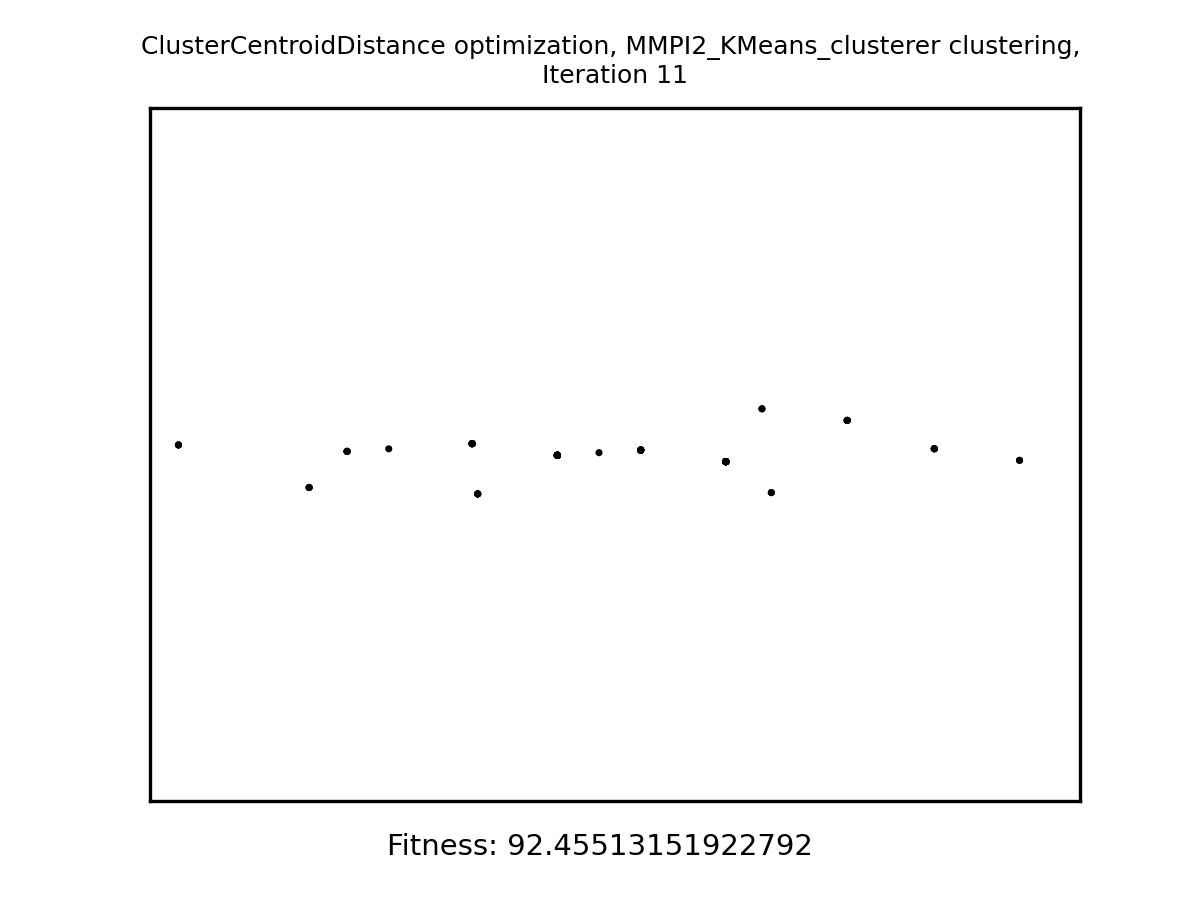 ClusterCentroidDistance optimization, MMPI2_KMeans_clusterer clustering,
Iteration 11
Fitness: 92.45513151922792